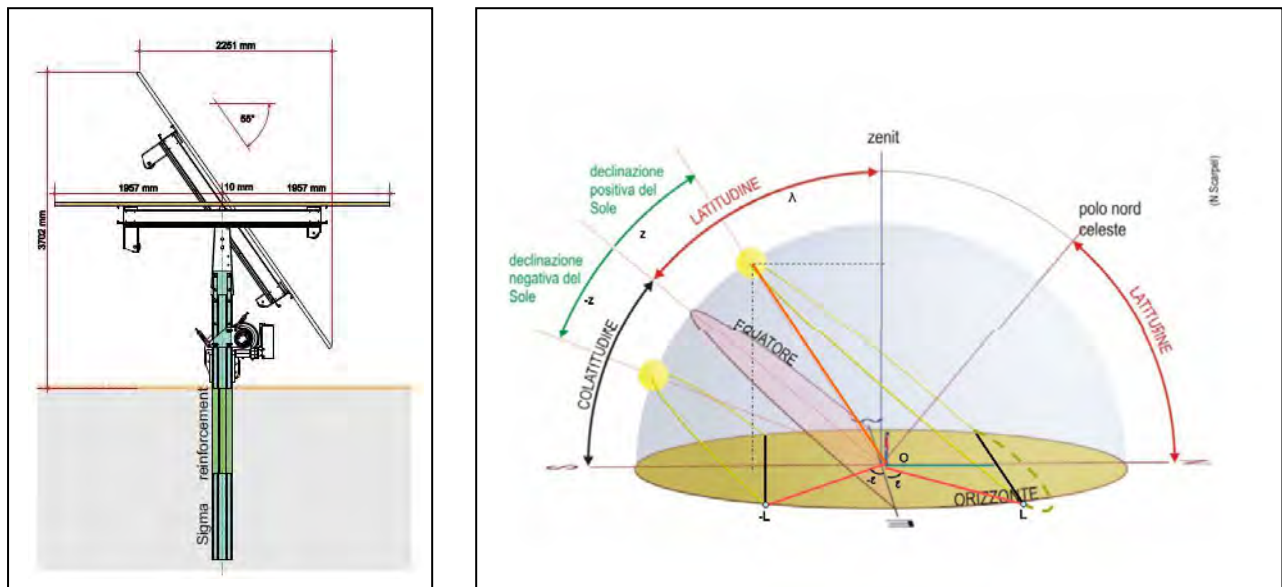 2251 mm
55°
1957 mm
10 mm
1957 mm
3702 mm
Sigma reinforcement
zenit
declinazione
positiva del
Sole
z
declinazione
negativa del
Sole
-z
LATITUDINE
λ
polo nord
celeste
(N.Scarpel)
COLATITUDINE
EQUATORE
LATITUDINE
S
O
N
ORIZZONTE
-L
L